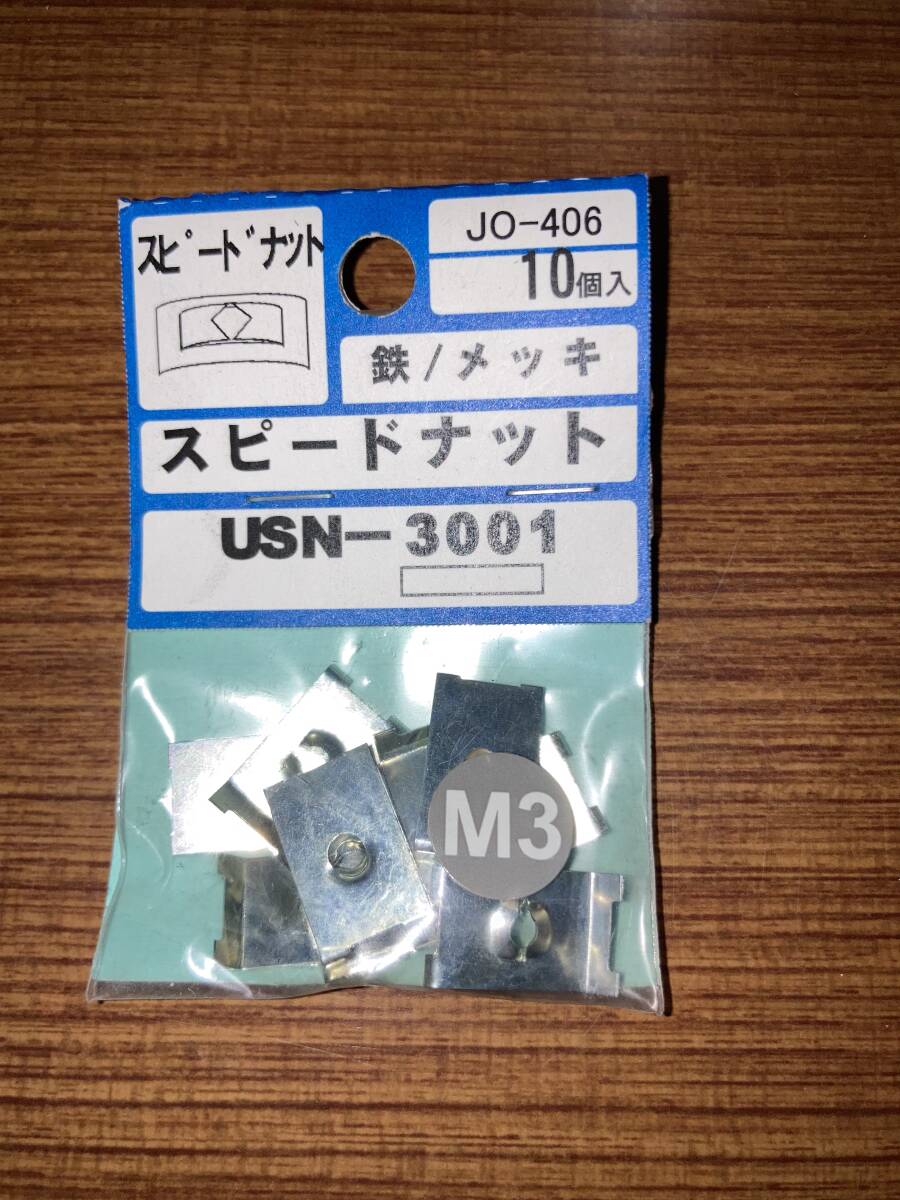 スピードナット
JO-406
10個入
鉄/メッキ
スピードナット
USN-3001
M3